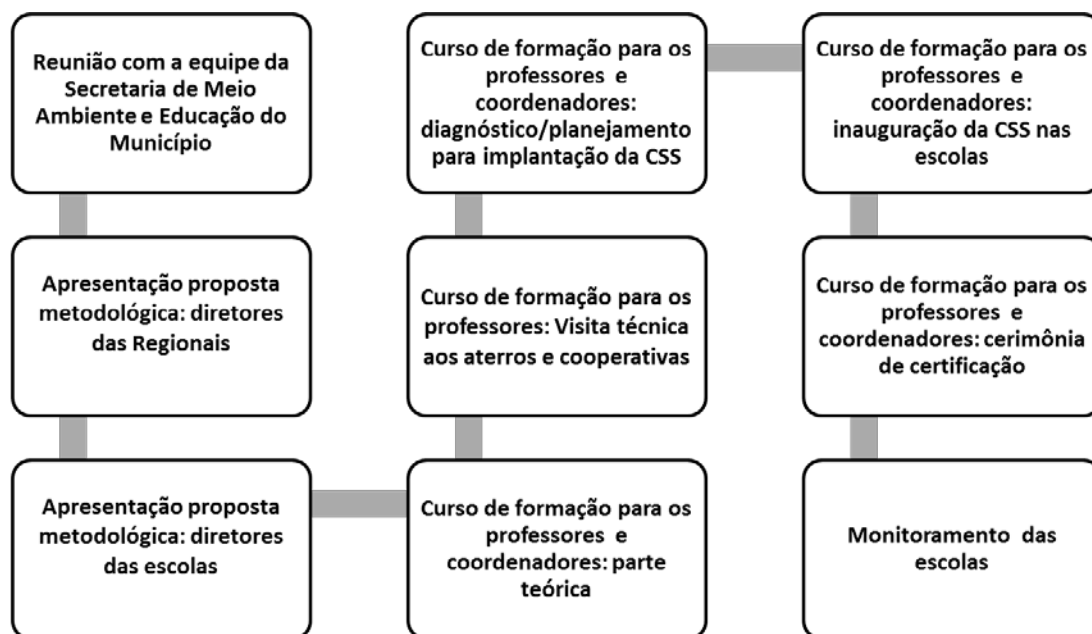 Reunião com a equipe da
Secretaria de Meio
Ambiente e Educação do
Município
Apresentação proposta
metodológica: diretores
das Regionais
Apresentação proposta
metodológica: diretores
das escolas
Curso de formação para os
professores e
coordenadores: parte
teórica
Curso de formação para os
professores: Visita técnica
aos aterros e cooperativas
Curso de formação para os
professores e
coordenadores:
diagnóstico/planejamento
para implantação da CSS
Curso de formação para os
professores e
coordenadores:
inauguração da CSS nas
escolas
Curso de formação para os
professores e
coordenadores: cerimônia
de certificação
Monitoramento das
escolas